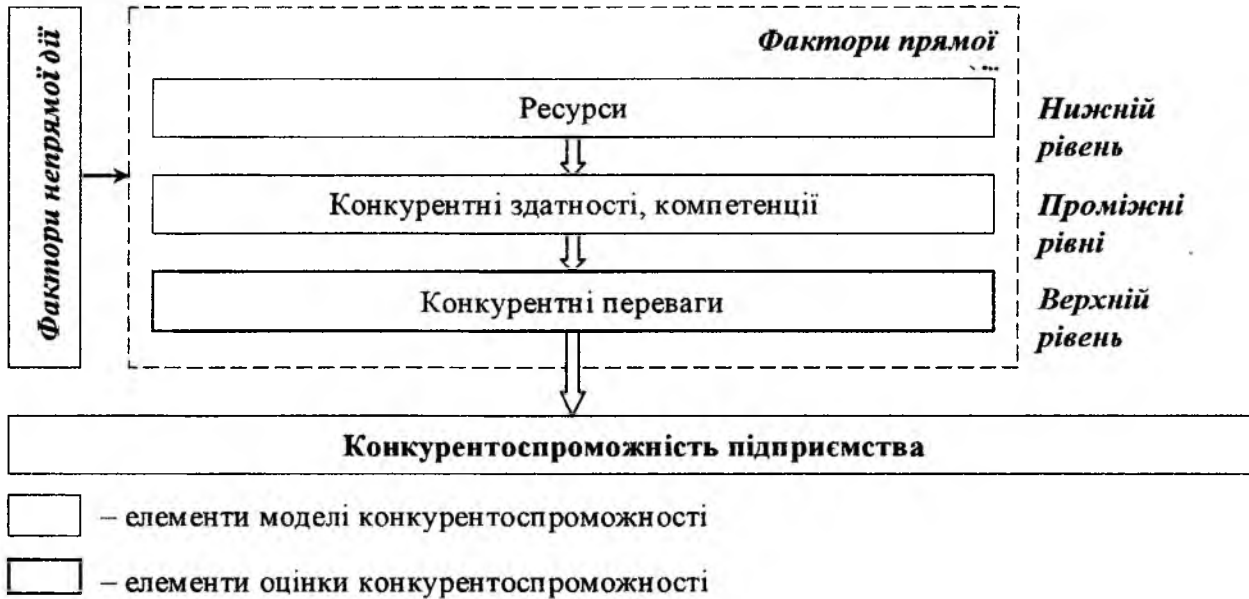 Фактори непрямої дії
Фактори прямої
Ресурси
Нижній
рівень
Конкурентні здатності, компетенції
Проміжні
рівні
Конкурентні переваги
Верхній
рівень
Конкурентоспроможність підприємства
– елементи моделі конкурентоспроможності
– елементи оцінки конкурентоспроможності